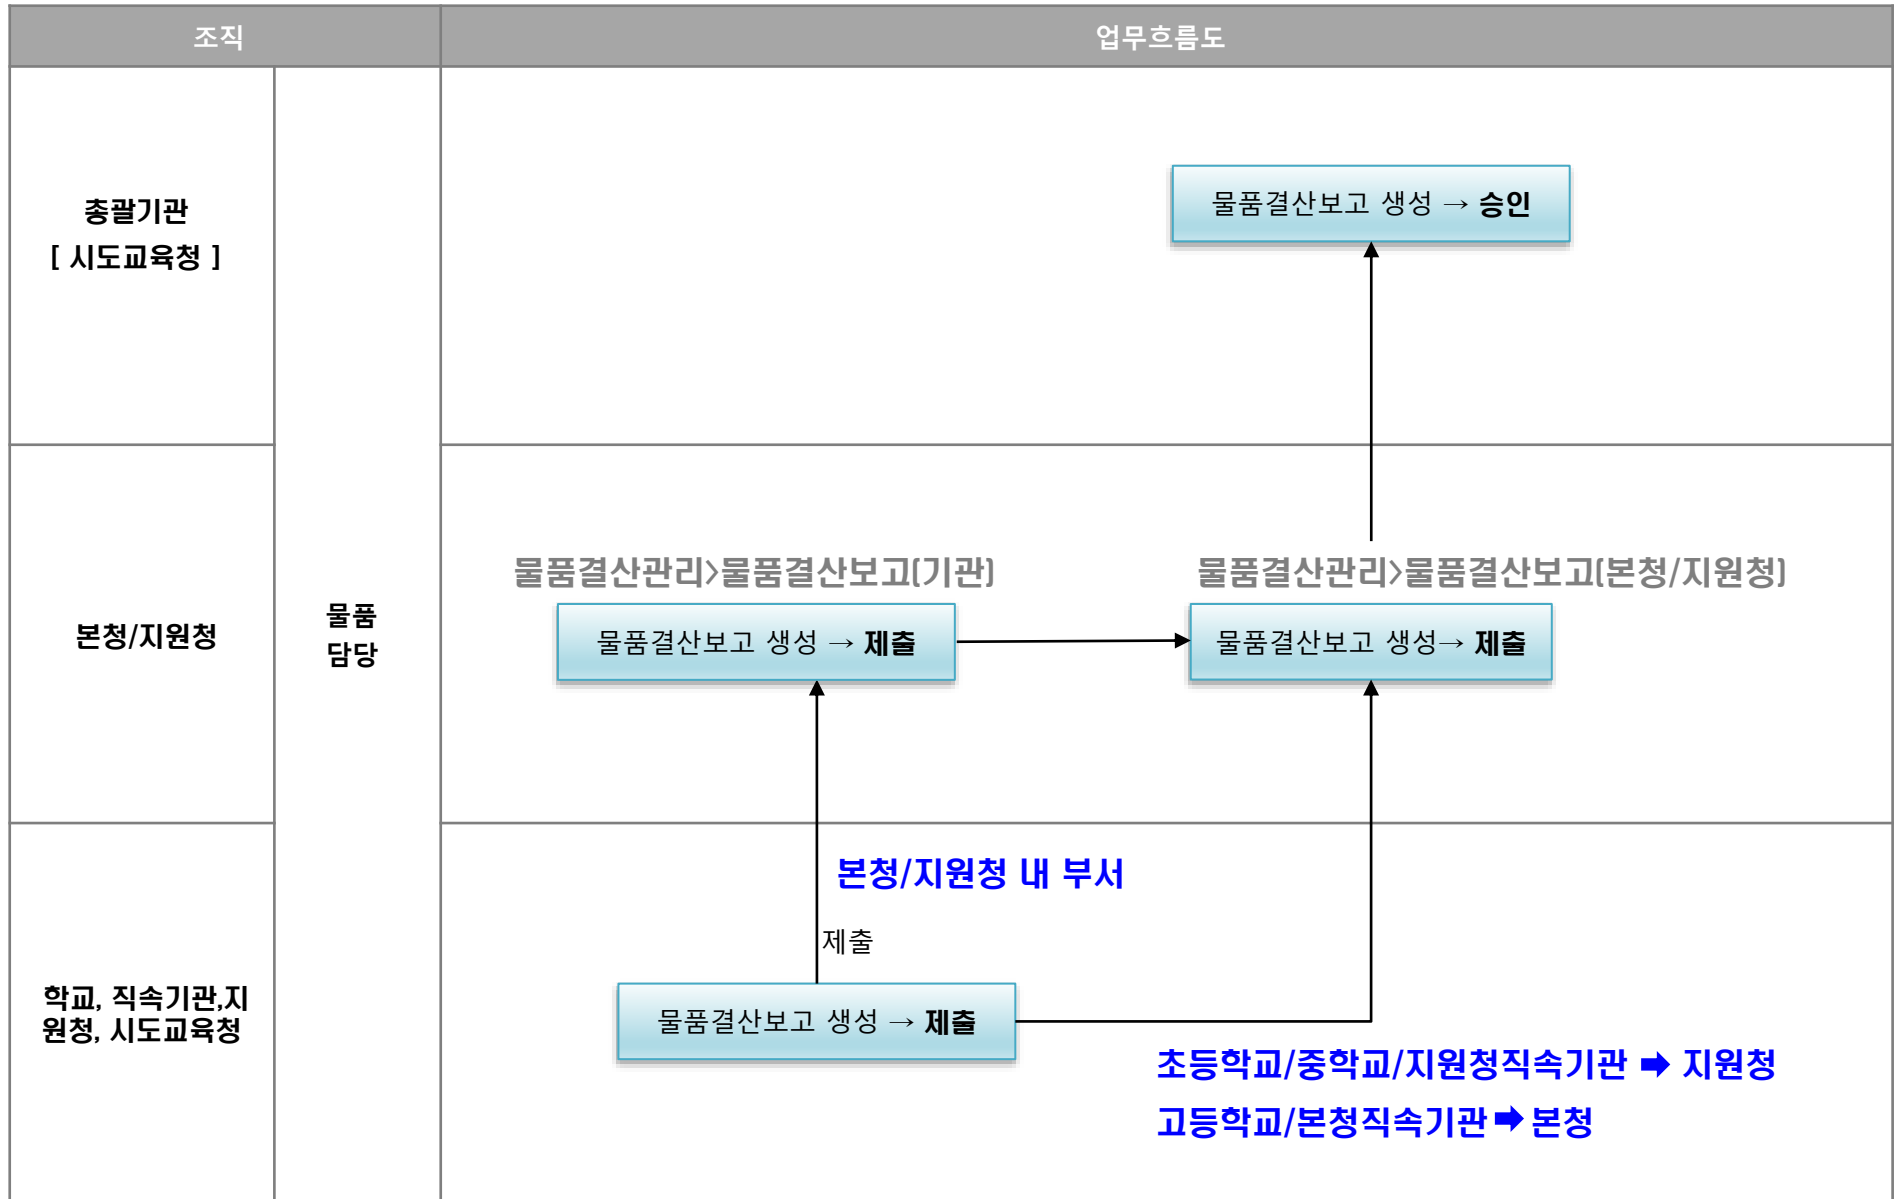 조직
업무흐름도
총괄기관
[ 시도교육청 ]
물품결산보고 생성 → 승인
본청/지원청
물품
담당
물품결산관리>물품결산보고(기관)
물품결산보고 생성 → 제출
물품결산관리>물품결산보고(본청/지원청)
물품결산보고 생성→ 제출
본청/지원청 내 부서
제출
학교, 직속기관,지
원청, 시도교육청
물품결산보고 생성 → 제출
초등학교/중학교/지원청직속기관 ➡ 지원청
고등학교/본청직속기관 ➡ 본청